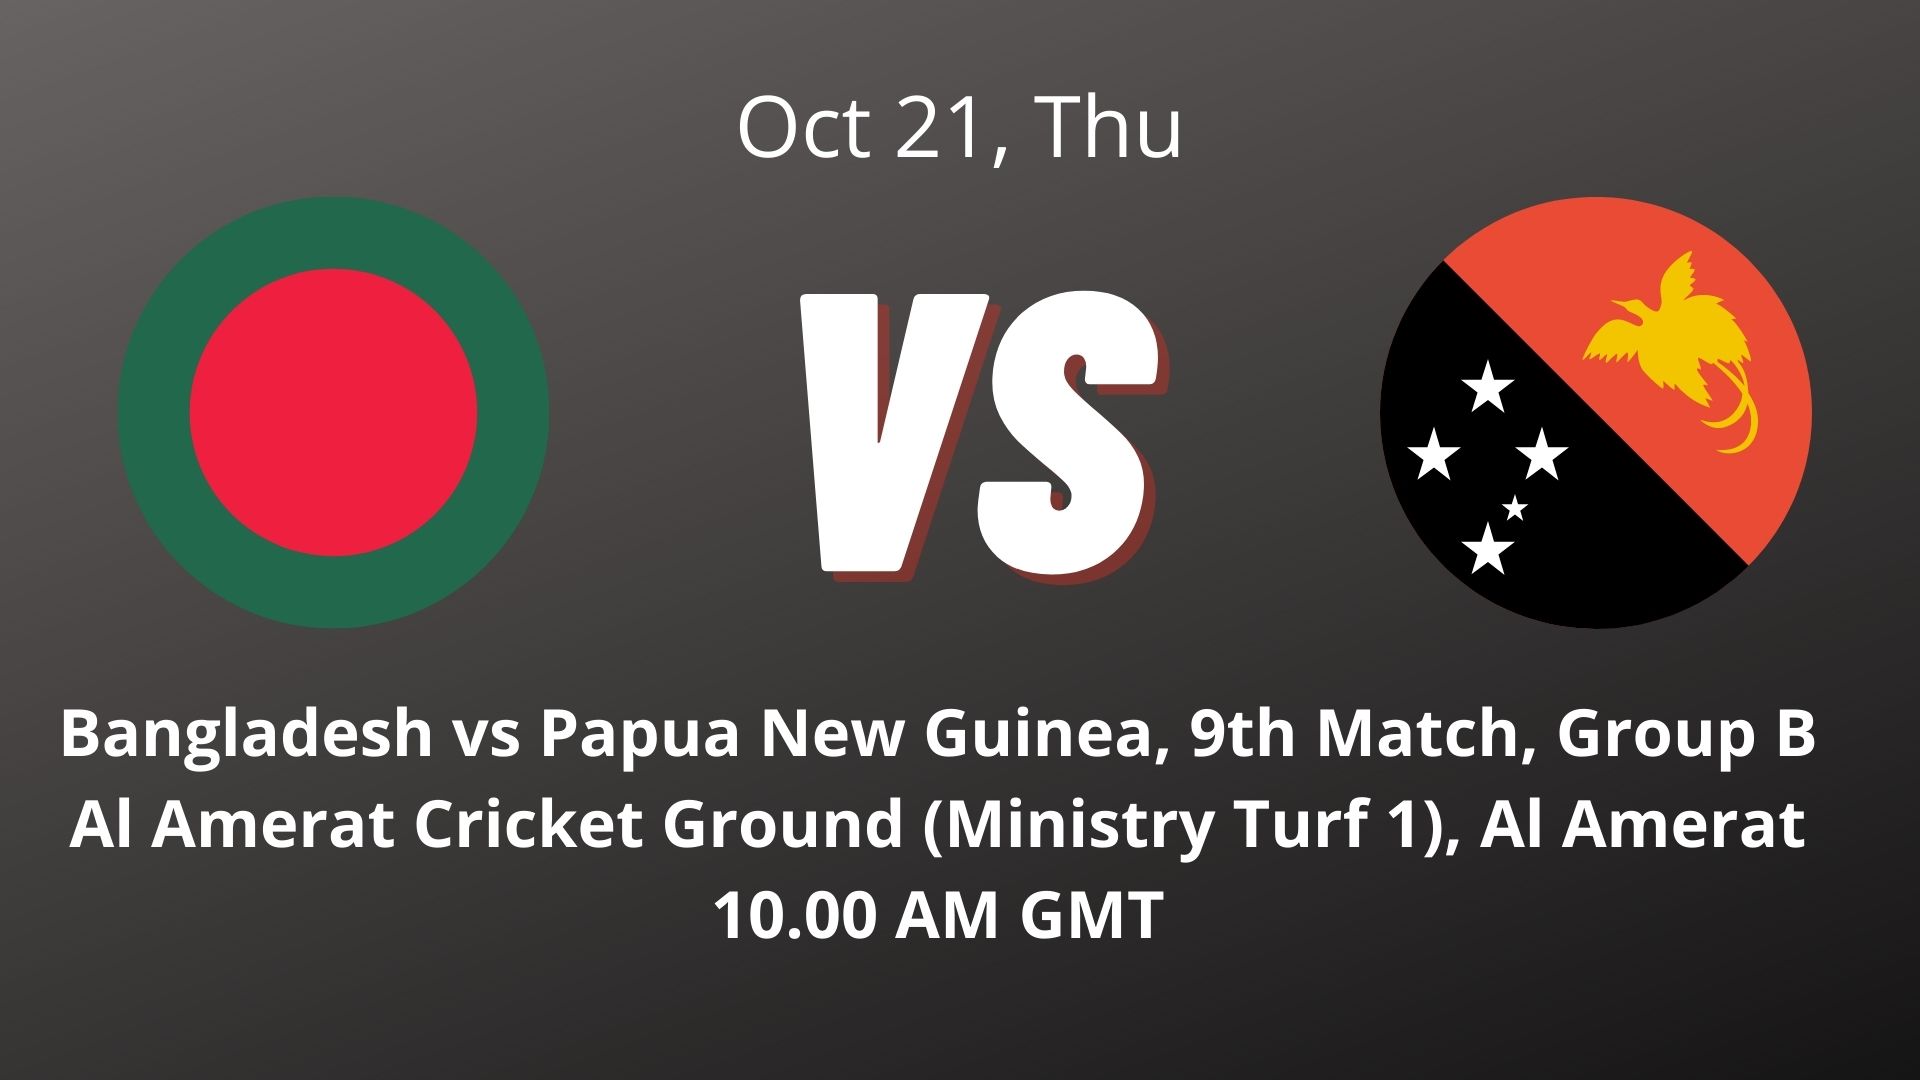 Oct 21, Thu
VS
Bangladesh vs Papua New Guinea, 9th Match, Group B
Al Amerat Cricket Ground (Ministry Turf 1), Al Amerat
10.00 AM GMT